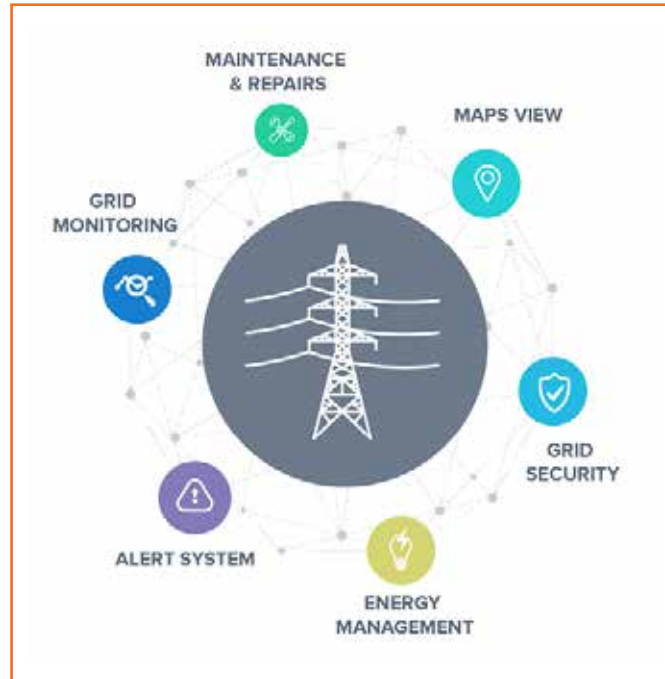 MAINTENANCE
& REPAIRS
MAPS VIEW
GRID
MONITORING
GRID
SECURITY
ALERT SYSTEM
ENERGY
MANAGEMENT